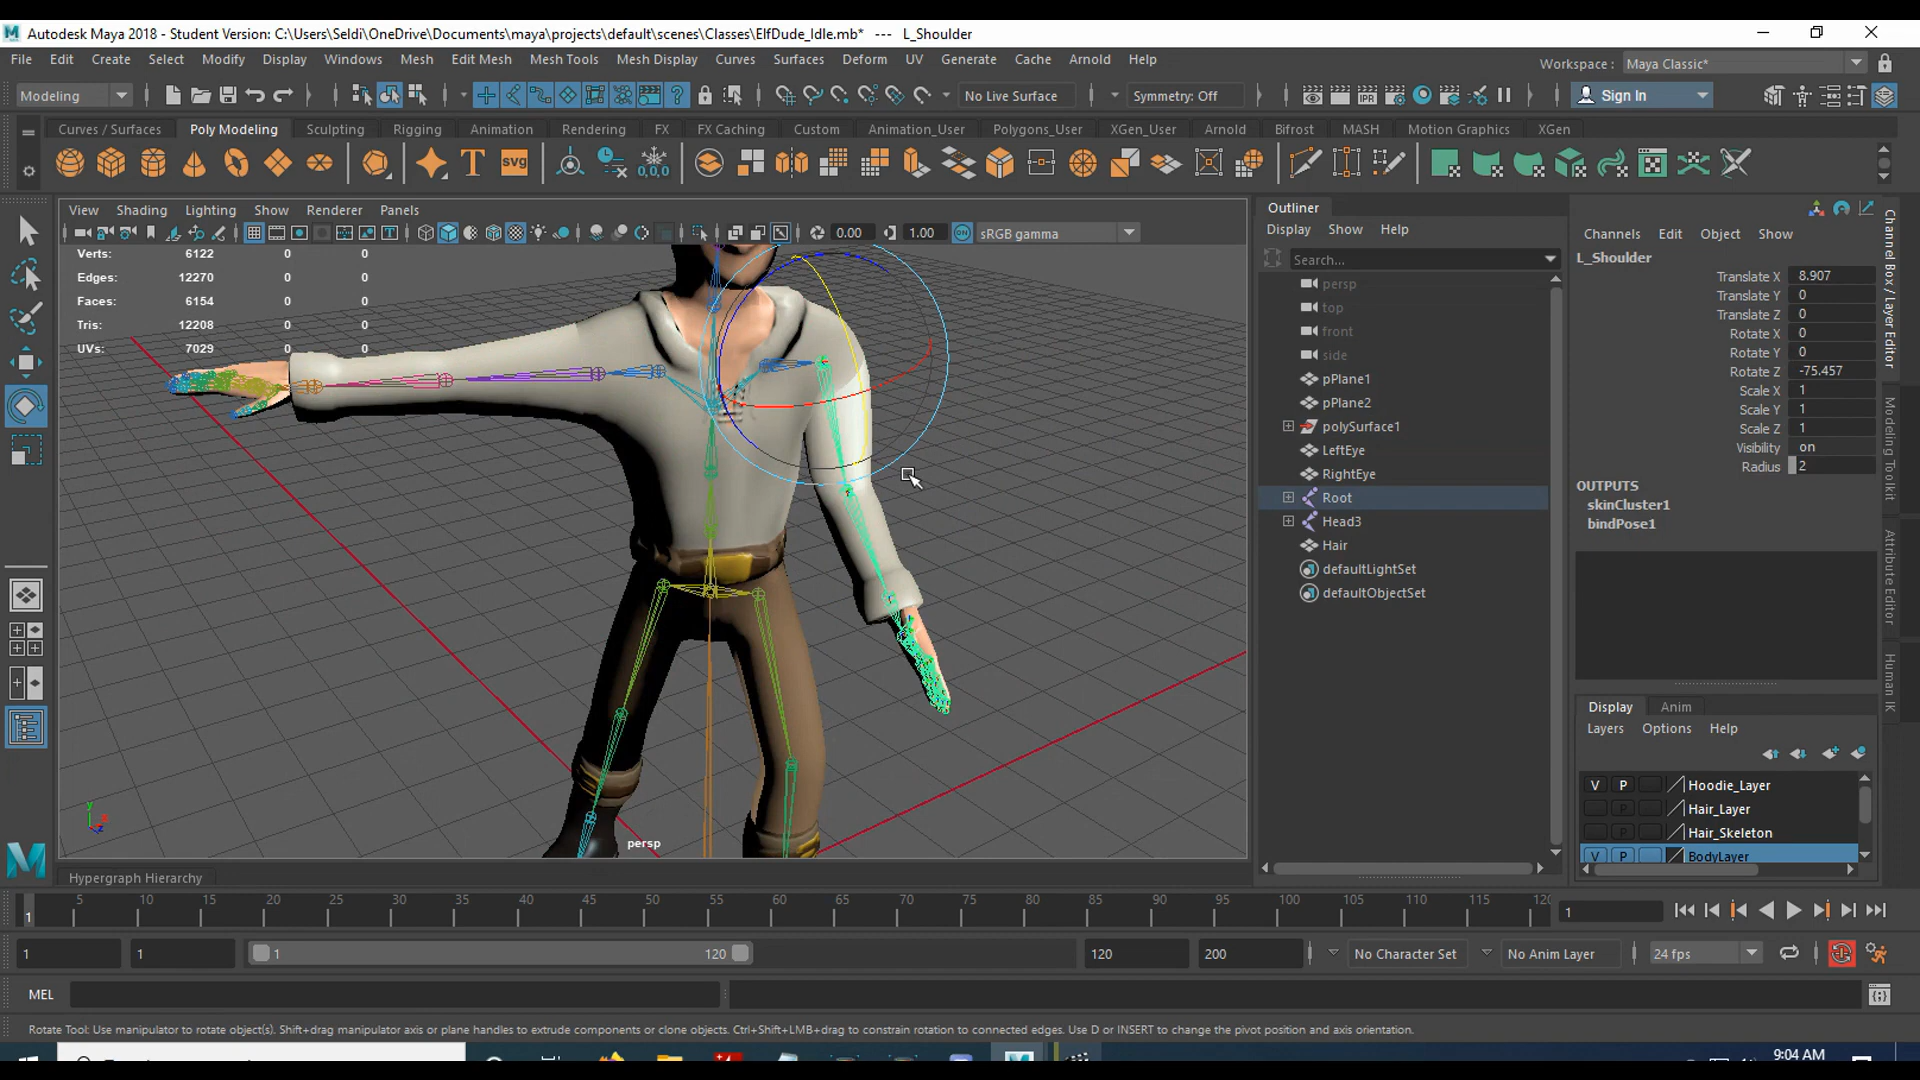 Autodesk Maya 2018 - Student Version: C:\Users\Seldi\OneDrive\Documents\maya\projects\default\scenes\Classes\ElfDude_Idle.mb* --- L_Shoulder
File Edit Create Select Modify Display Windows Mesh Edit Mesh Mesh Tools Mesh Display Curves Surfaces Deform UV Generate Cache Arnold Help
Workspace : Maya Classic*
Modeling No Live Surface Symmetry: Off Sign In
Curves / Surfaces Poly Modeling Sculpting Rigging Animation Rendering FX FX Caching Custom Animation_User Polygons_User XGen_User Arnold Bifrost MASH Motion Graphics XGen
View Shading Lighting Show Renderer Panels
0.00 1.00 sRGB gamma
Verts: 6122 0 0
Edges: 12270 0 0
Faces: 6154 0 0
Tris: 12208 0 0
UVs: 7029 0 0
persp
Outliner
Display Show Help
Search...
persp
top
front
side
pPlane1
pPlane2
polySurface1
LeftEye
RightEye
Root
Head3
Hair
defaultLightSet
defaultObjectSet
Channels Edit Object Show
L_Shoulder
Translate X 8.907
Translate Y 0
Translate Z 0
Rotate X 0
Rotate Y 0
Rotate Z -75.457
Scale X 1
Scale Y 1
Scale Z 1
Visibility on
Radius 2
OUTPUTS
skinCluster1
bindPose1
Channel Box / Layer Editor
Modeling Toolkit
Attribute Editor
Human IK
Display Anim
Layers Options Help
V P Hoodie_Layer
P Hair_Layer
P Hair_Skeleton
V P BodyLayer
Hypergraph Hierarchy
1 5 10 15 20 25 30 35 40 45 50 55 60 65 70 75 80 85 90 95 100 105 110 115 120 1
1 1 1 120 120 200 No Character Set No Anim Layer 24 fps
MEL
Rotate Tool: Use manipulator to rotate object(s). Shift+drag manipulator axis or plane handles to extrude components or clone objects. Ctrl+Shift+LMB+drag to constrain rotation to connected edges. Use D or INSERT to change the pivot position and axis orientation.
9:04 AM